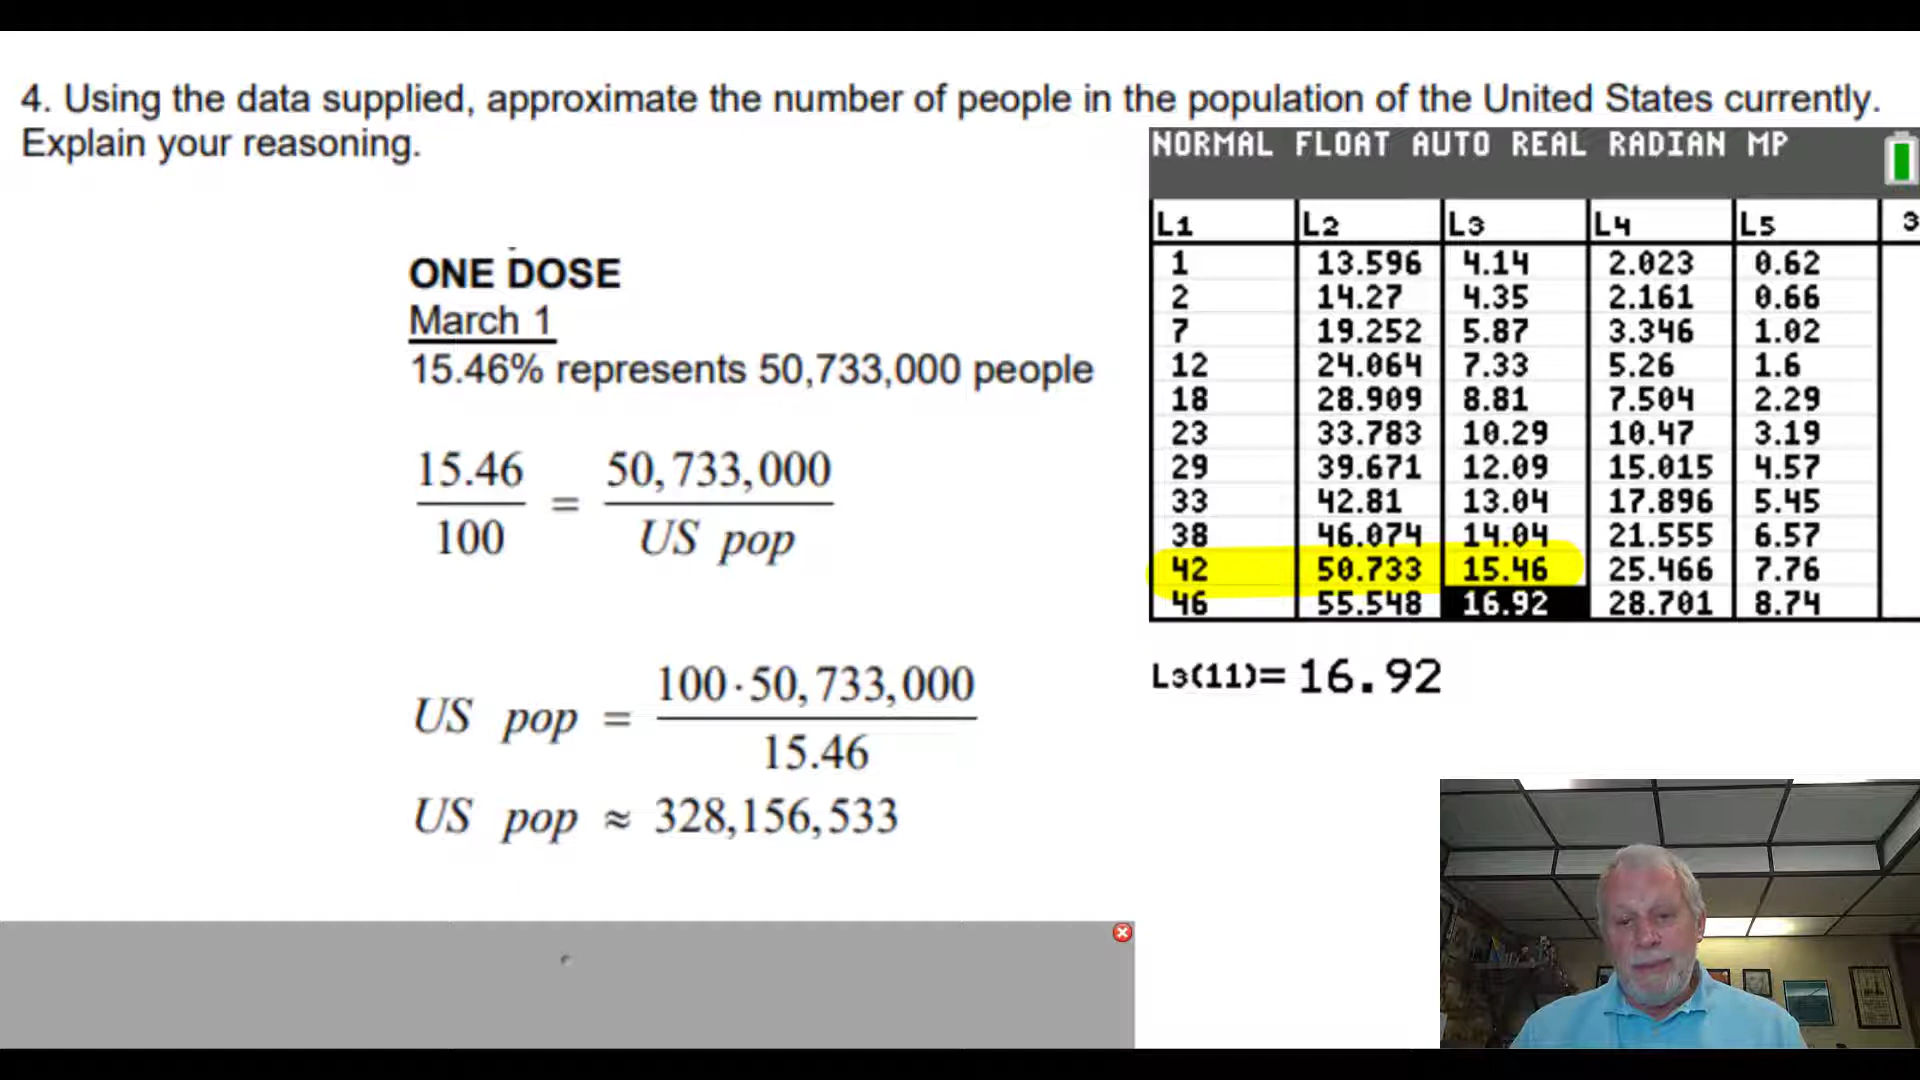 4. Using the data supplied, approximate the number of people in the population of the United States currently.
Explain your reasoning.
ONE DOSE
March 1
15.46% represents 50,733,000 people
15.46/100 = 50,733,000/US pop
US pop = 100·50,733,000/15.46
US pop ≈ 328,156,533
NORMAL FLOAT AUTO REAL RADIAN MP
L1 L2 L3 L4 L5 3
1 13.596 4.14 2.023 0.62
2 14.27 4.35 2.161 0.66
7 19.252 5.87 3.346 1.02
12 24.064 7.33 5.26 1.6
18 28.909 8.81 7.504 2.29
23 33.783 10.29 10.47 3.19
29 39.671 12.09 15.015 4.57
33 42.81 13.04 17.896 5.45
38 46.074 14.04 21.555 6.57
42 50.733 15.46 25.466 7.76
46 55.548 16.92 28.701 8.74
L3(11)= 16.92